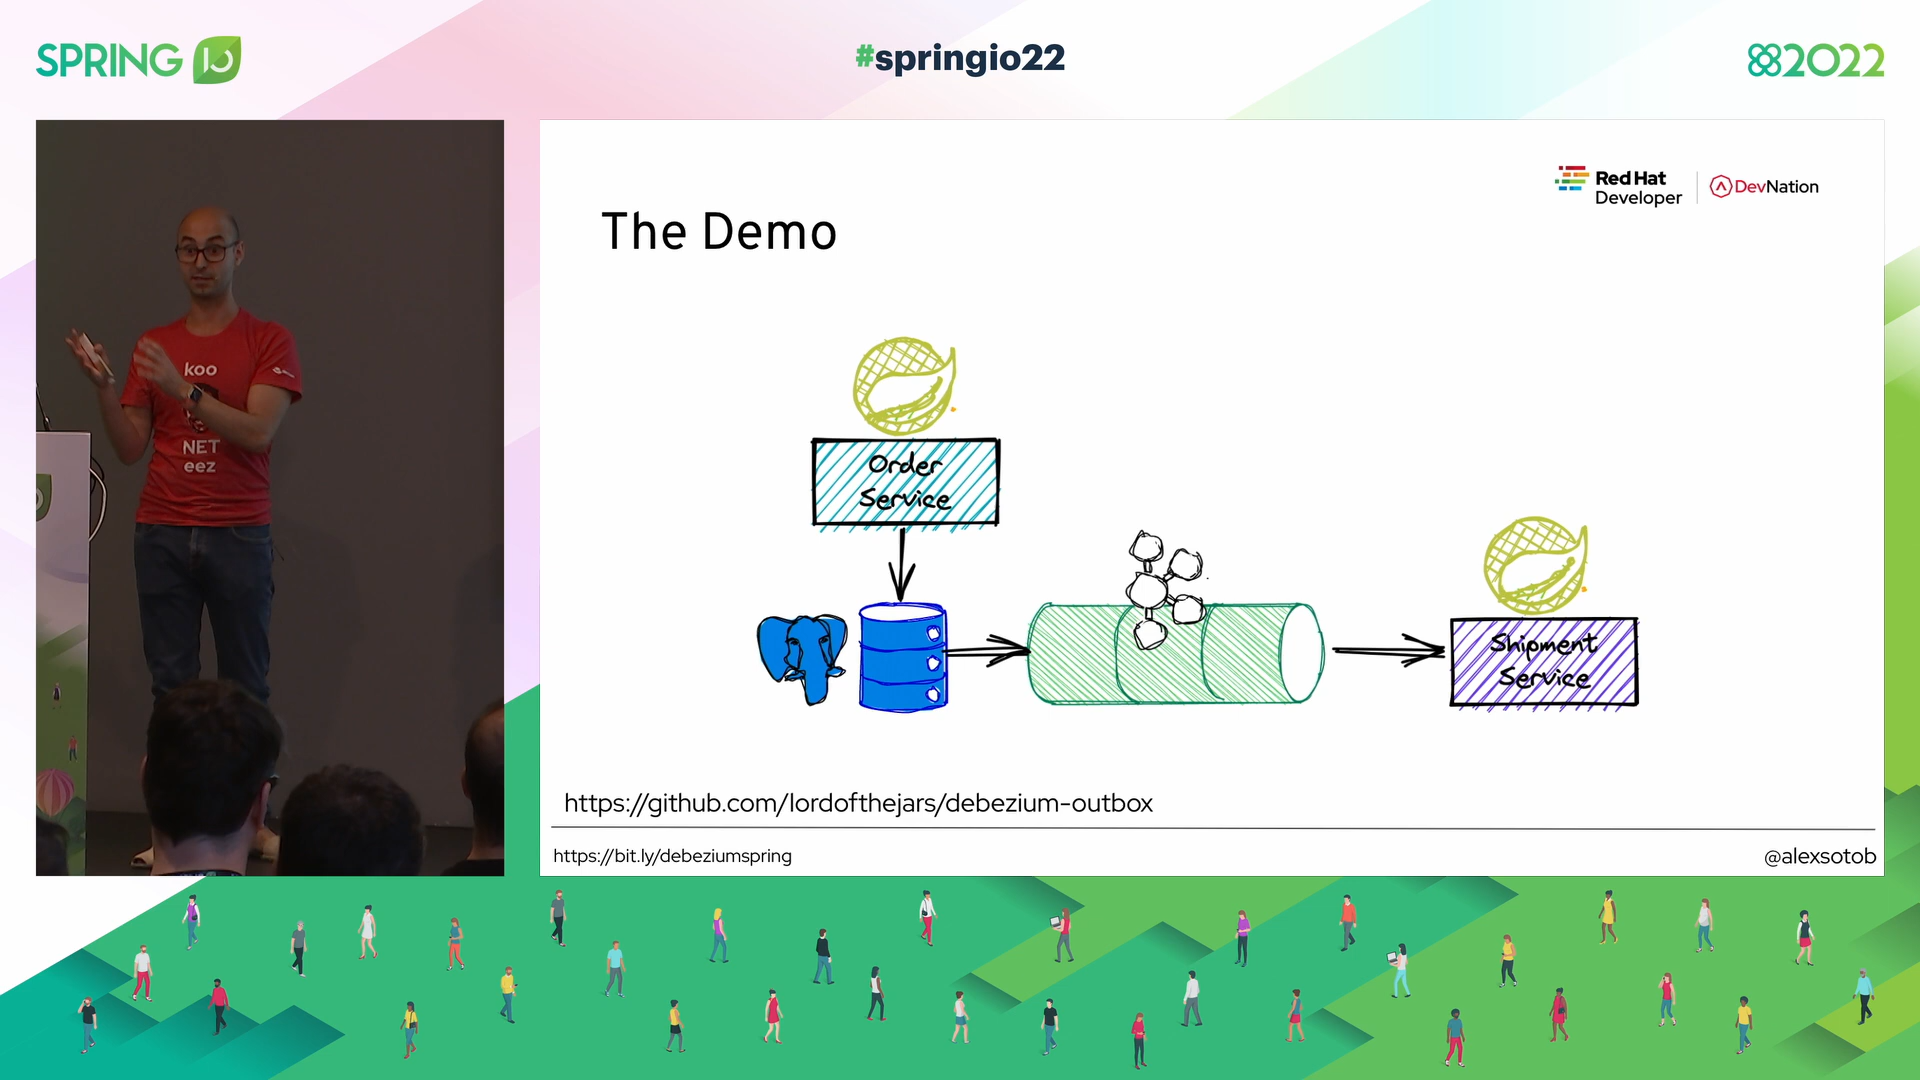 SPRING IO
#springio22
2022
koo
NET
eez
Red Hat
Developer
DevNation
The Demo
Order
Service
Shipment
Service
https://github.com/lordofthejars/debezium-outbox
https://bit.ly/debeziumspring
@alexsotob